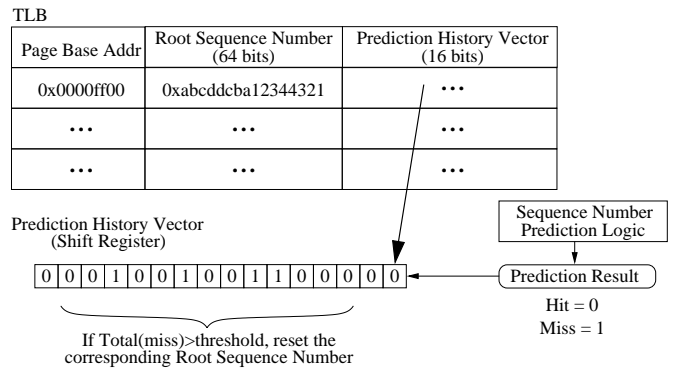 TLB
Page Base Addr
Root Sequence Number
(64 bits)
Prediction History Vector
(16 bits)
0x0000ff00
0xabcddcba12344321
...
... ... ...
... ... ...
Prediction History Vector
(Shift Register)
Sequence Number
Prediction Logic
0 0 0 1 0 0 1 0 0 1 1 0 0 0 0 0
Prediction Result
Hit = 0
Miss = 1
If Total(miss)>threshold, reset the
corresponding Root Sequence Number